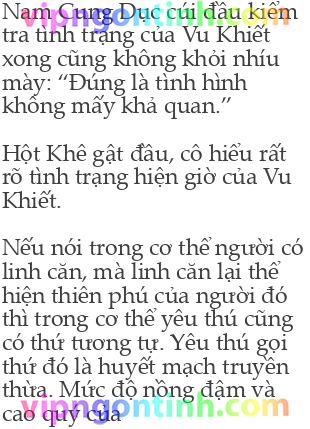 Nam Cung Dục cúi đầu kiểm
tra tình trạng của Vu Khiết
xong cũng không khỏi nhíu
mày: “Đúng là tình hình
không mấy khả quan.”

Hột Khê gật đầu, cô hiểu rất
rõ tình trạng hiện giờ của Vu
Khiết.

Nếu nói trong cơ thể người có
linh căn, mà linh căn lại thể
hiện thiên phú của người đó
thì trong cơ thể yêu thú cũng
có thứ tương tự. Yêu thú gọi
thứ đó là huyết mạch truyền
thừa. Mức độ nồng đậm và
cao quý của
vipngontinh.com
vipngontinh.com